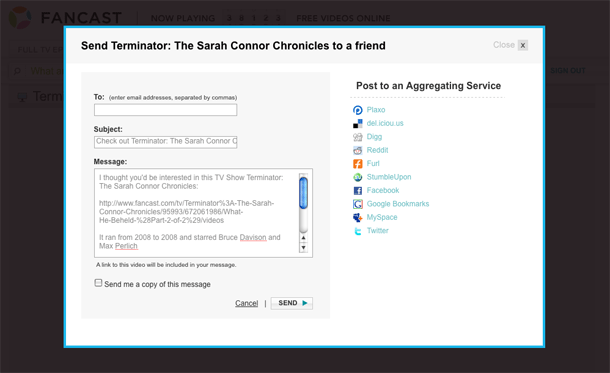 FANCAST
NOW PLAYING
FREE VIDEOS ONLINE
FULL TV EP
What
SIGN OUT
Term
Send Terminator: The Sarah Connor Chronicles to a friend
Close X
To: (enter email addresses, separated by commas)
Subject:
Check out Terminator: The Sarah Connor C
Message:
I thought you'd be interested in this TV Show Terminator:
The Sarah Connor Chronicles:
http://www.fancast.com/tv/Terminator%3A-The-Sarah-
Connor-Chronicles/95993/672061986/What-
He-Beheld-%28Part-2-of-2%29/videos
It ran from 2008 to 2008 and starred Bruce Davison and
Max Perlich
A link to this video will be included in your message.
Send me a copy of this message
Cancel | SEND
Post to an Aggregating Service
Plaxo
del.iciou.us
Digg
Reddit
Furl
StumbleUpon
Facebook
Google Bookmarks
MySpace
Twitter